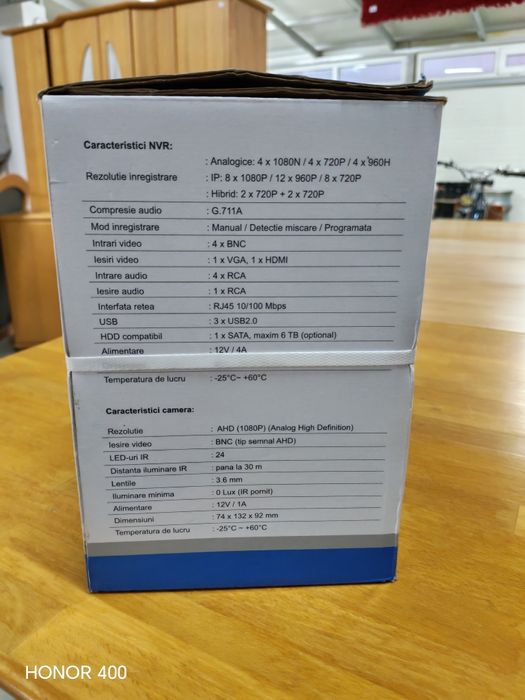 Caracteristici NVR:
: Analogice: 4 x 1080N / 4 x 720P / 4 x 960H
Rezolutie inregistrare : IP: 8 x 1080P / 12 x 960P / 8 x 720P
: Hibrid: 2 x 720P + 2 x 720P
Compresie audio : G.711A
Mod inregistrare : Manual / Detectie miscare / Programata
Intrari video : 4 x BNC
Iesiri video : 1 x VGA, 1 x HDMI
Intrare audio : 4 x RCA
Iesire audio : 1 x RCA
Interfata retea : RJ45 10/100 Mbps
USB : 3 x USB2.0
HDD compatibil : 1 x SATA, maxim 6 TB (optional)
Alimentare : 12V / 4A
Temperatura de lucru : -25°C~ +60°C
Caracteristici camera:
Rezolutie : AHD (1080P) (Analog High Definition)
Iesire video : BNC (tip semnal AHD)
LED-uri IR : 24
Distanta iluminare IR : pana la 30 m
Lentile : 3.6 mm
Iluminare minima : 0 Lux (IR pornit)
Alimentare : 12V / 1A
Dimensiuni : 74 x 132 x 92 mm
Temperatura de lucru : -25°C ~ +60°C
HONOR 400